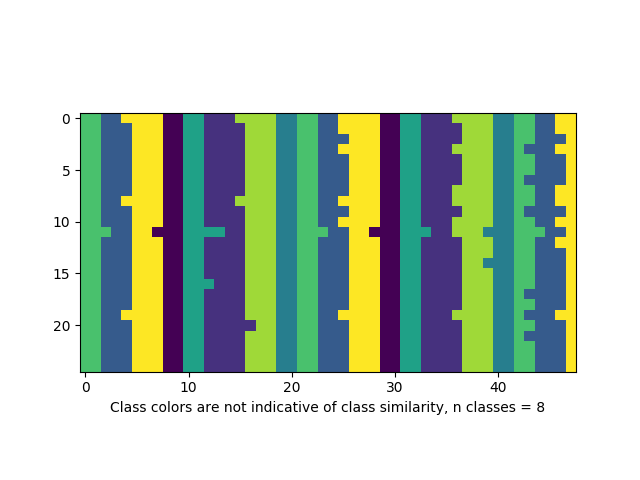 0
5
10
15
20
0 10 20 30 40
Class colors are not indicative of class similarity, n classes = 8